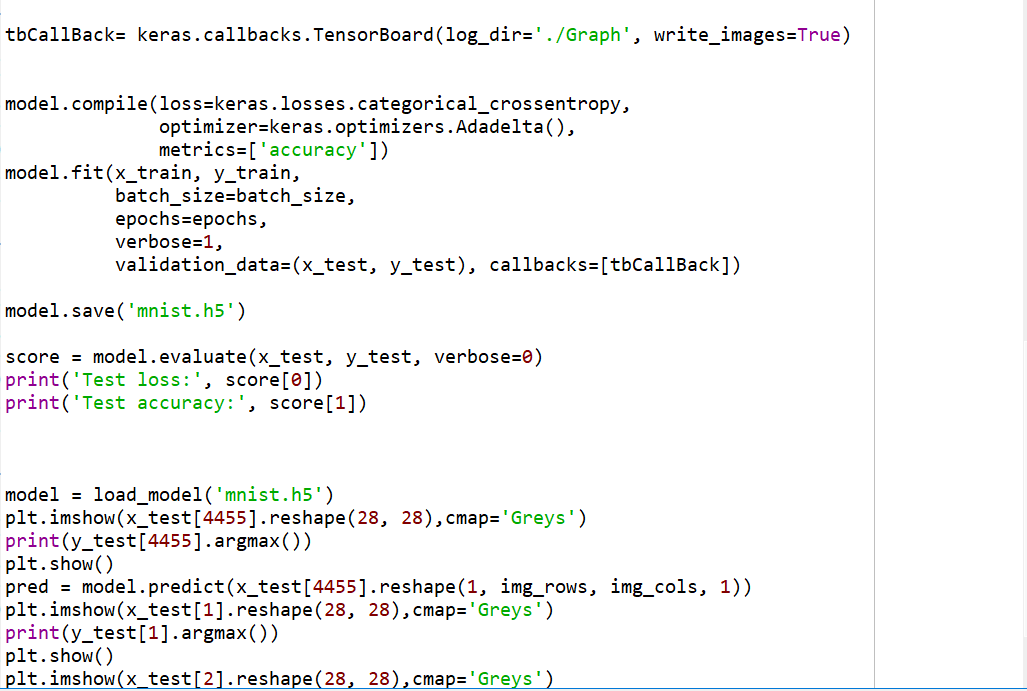 tbCallBack= keras.callbacks.TensorBoard(log_dir='./Graph', write_images=True)
model.compile(loss=keras.losses.categorical_crossentropy,
              optimizer=keras.optimizers.Adadelta(),
              metrics=['accuracy'])
model.fit(x_train, y_train,
          batch_size=batch_size,
          epochs=epochs,
          verbose=1,
          validation_data=(x_test, y_test), callbacks=[tbCallBack])
model.save('mnist.h5')
score = model.evaluate(x_test, y_test, verbose=0)
print('Test loss:', score[0])
print('Test accuracy:', score[1])
model = load_model('mnist.h5')
plt.imshow(x_test[4455].reshape(28, 28),cmap='Greys')
print(y_test[4455].argmax())
plt.show()
pred = model.predict(x_test[4455].reshape(1, img_rows, img_cols, 1))
plt.imshow(x_test[1].reshape(28, 28),cmap='Greys')
print(y_test[1].argmax())
plt.show()
plt.imshow(x_test[2].reshape(28, 28),cmap='Greys')